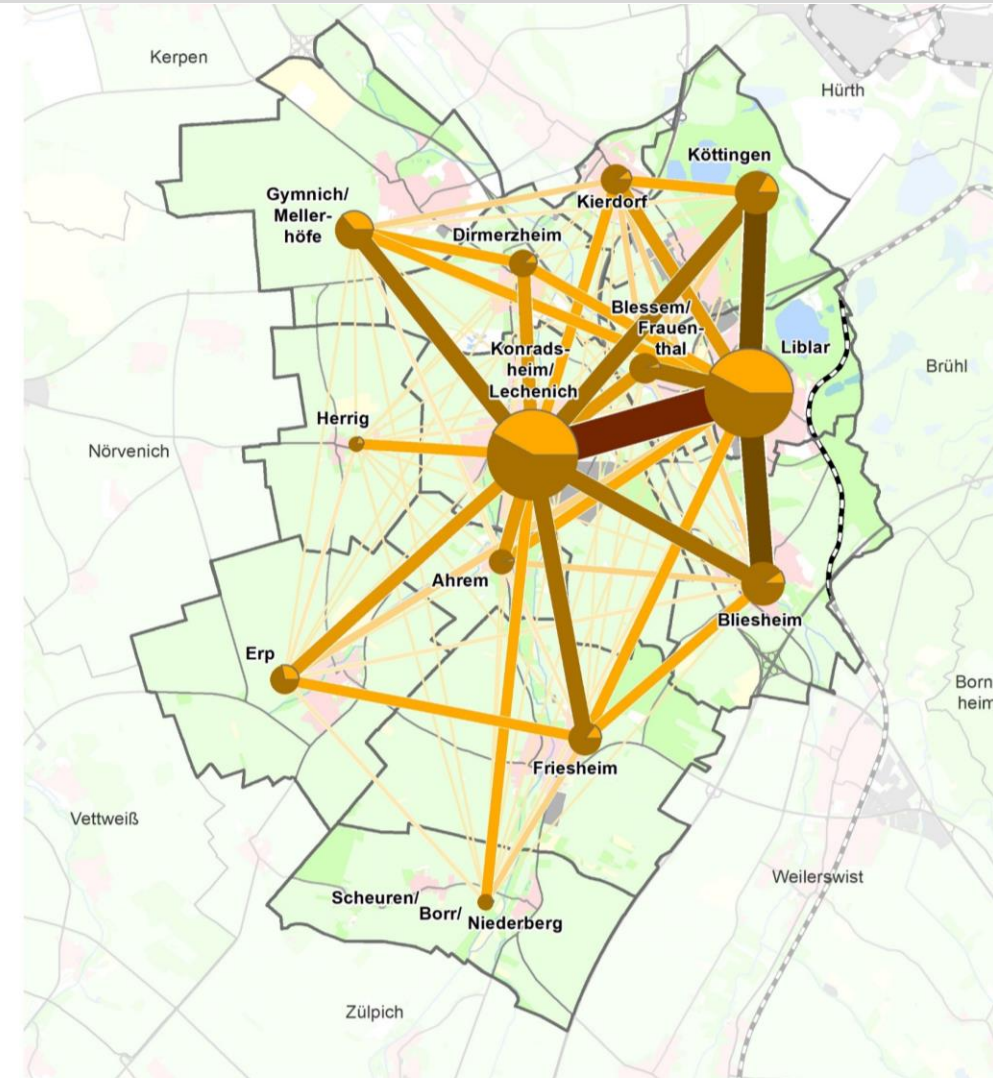 Kerpen
Hürth
Köttingen
Gymnich/
Meller-
höfe
Kierdorf
Dirmerzheim
Blessem/
Frauen-
thal
Konrads-
heim/
Lechenich
Liblar
Brühl
Herrig
Nörvenich
Ahrem
Bliesheim
Erp
Born
heim
Friesheim
Vettweiß
Weilerswist
Scheuren/
Borr/
Niederberg
Zülpich